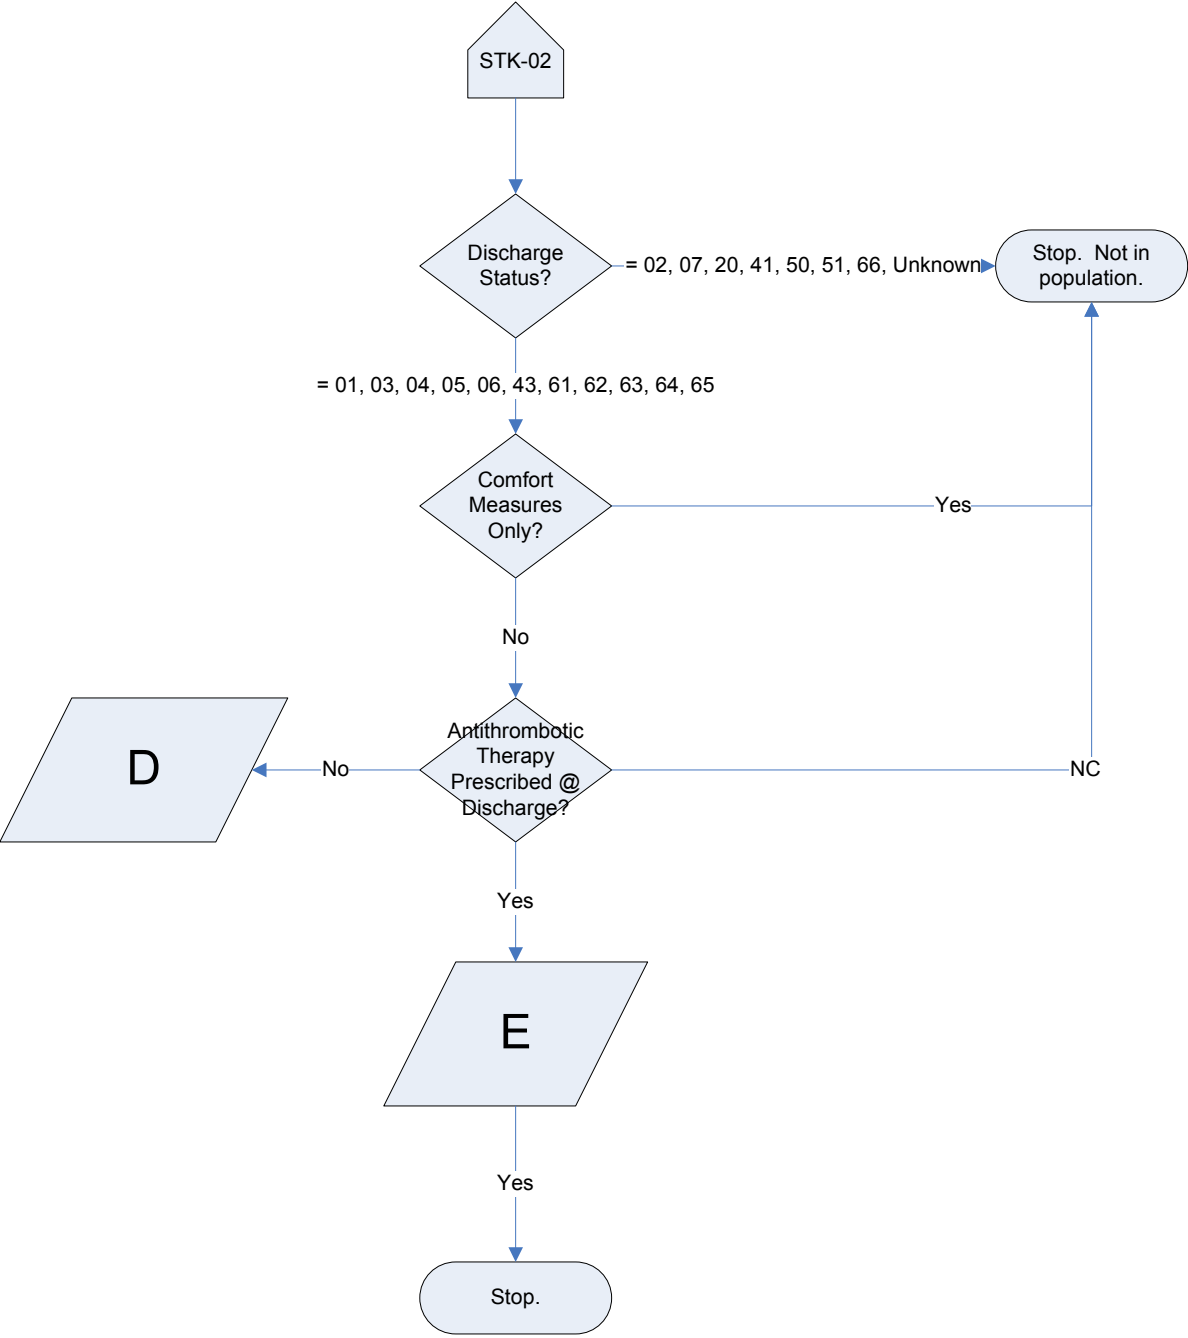 STK-02
Discharge
Status?
= 02, 07, 20, 41, 50, 51, 66, Unknown
Stop.  Not in
population.
= 01, 03, 04, 05, 06, 43, 61, 62, 63, 64, 65
Comfort
Measures
Only?
Yes
No
Antithrombotic
Therapy
Prescribed @
Discharge?
D
No
NC
Yes
E
Yes
Stop.